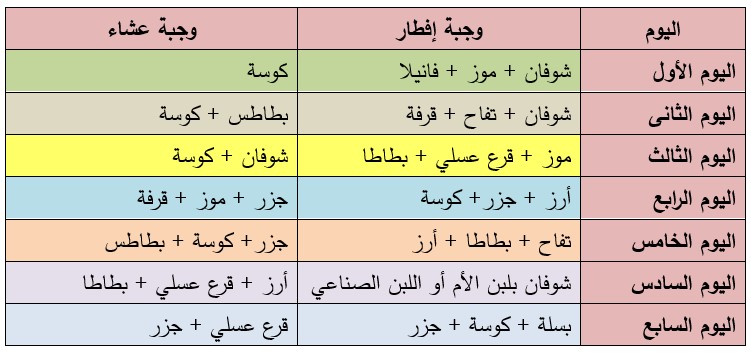 اليوم وجبة إفطار وجبة عشاء
اليوم الأول شوفان + موز + فانيلا كوسة
اليوم الثانى شوفان + تفاح + قرفة بطاطس + كوسة
اليوم الثالث موز + قرع عسلي + بطاطا شوفان + كوسة
اليوم الرابع أرز + جزر+ كوسة جزر + موز + قرفة
اليوم الخامس تفاح + بطاطا + أرز جزر+ كوسة + بطاطس
اليوم السادس شوفان بلبن الأم أو اللبن الصناعي أرز + قرع عسلي + بطاطا
اليوم السابع بسلة + كوسة + جزر قرع عسلي + جزر